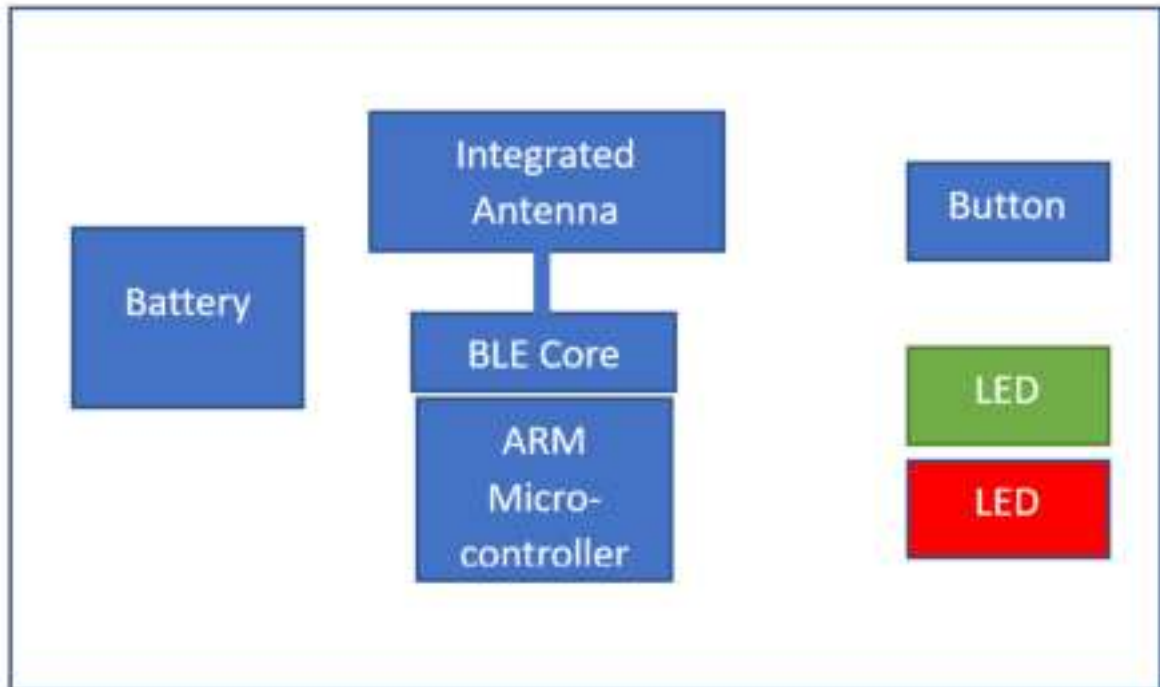 Integrated
Antenna
Button
Battery
BLE Core
LED
ARM
Micro-
controller
LED